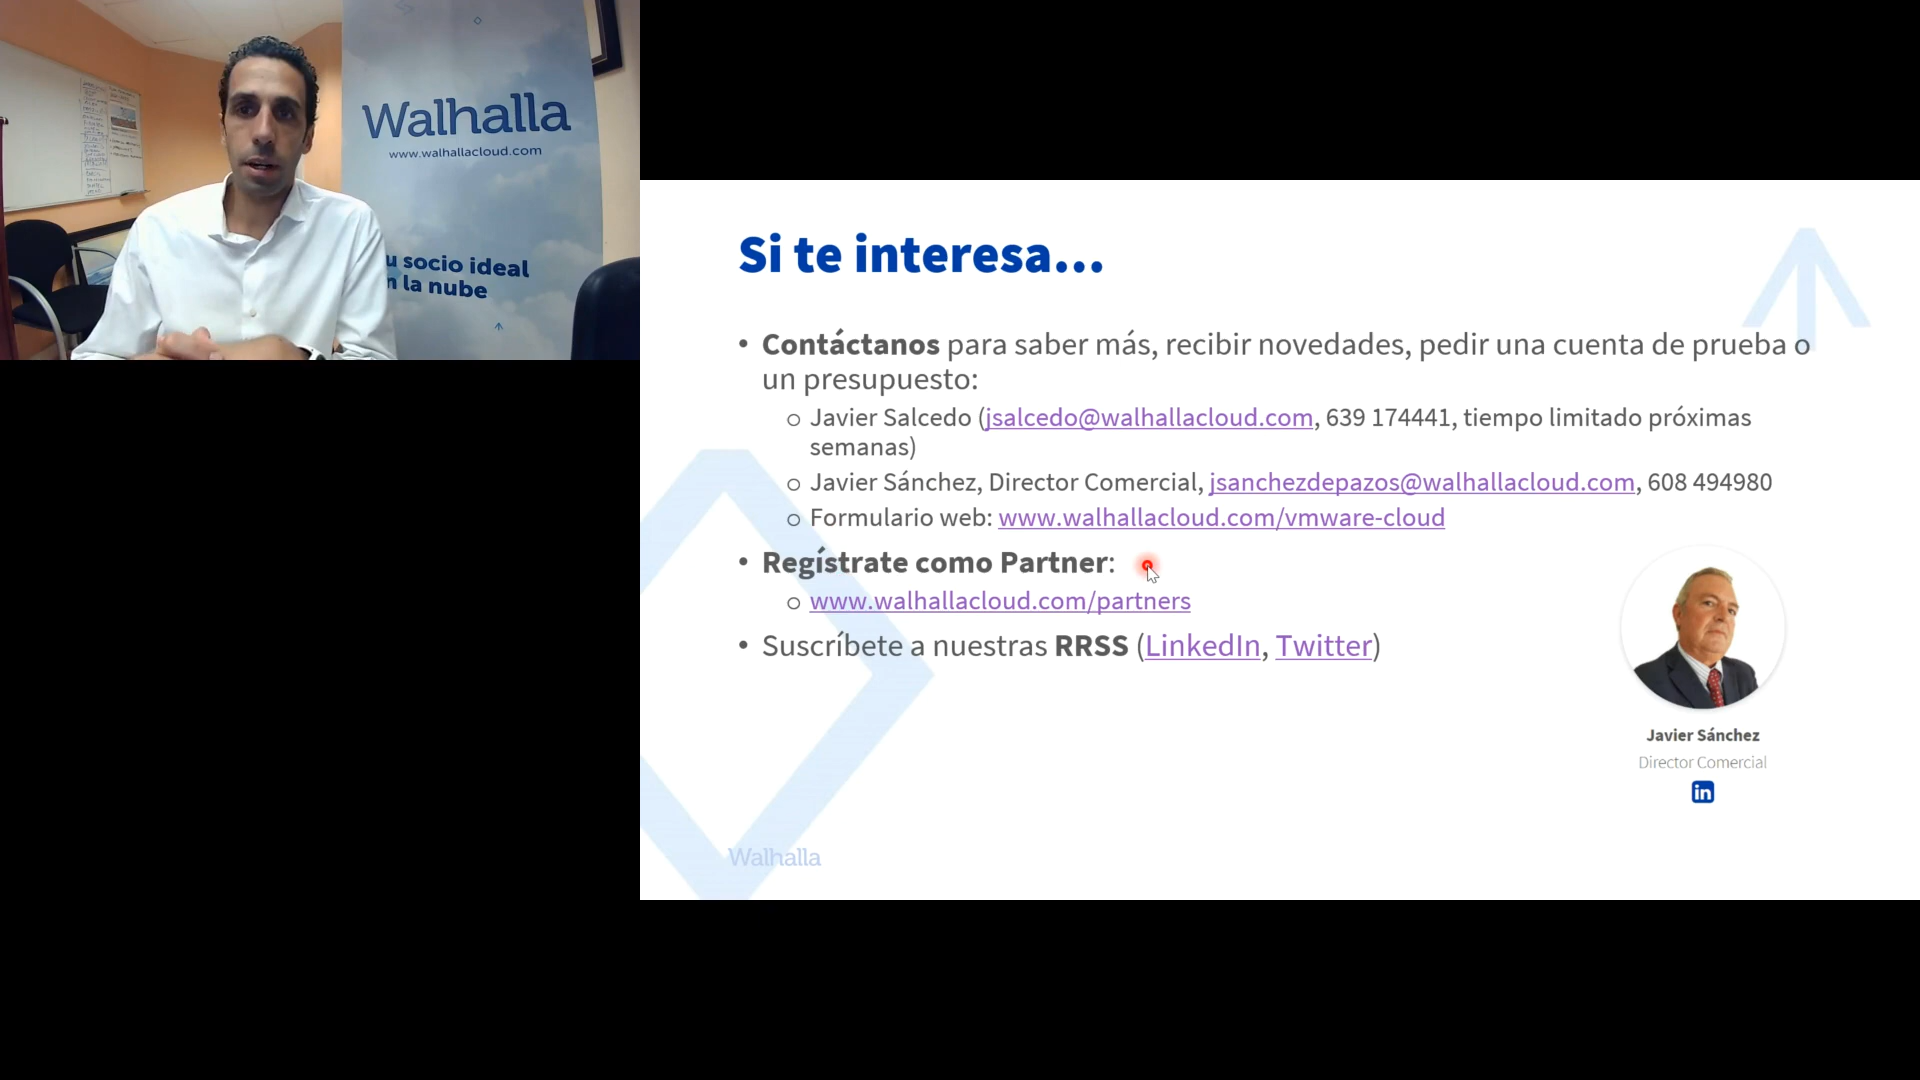 Walhalla
www.walhallacloud.com
u socio ideal
n la nube
Si te interesa...
• Contáctanos para saber más, recibir novedades, pedir una cuenta de prueba o
un presupuesto:
o Javier Salcedo (jsalcedo@walhallacloud.com, 639 174441, tiempo limitado próximas
semanas)
o Javier Sánchez, Director Comercial, jsanchezdepazos@walhallacloud.com, 608 494980
o Formulario web: www.walhallacloud.com/vmware-cloud
• Regístrate como Partner:
o www.walhallacloud.com/partners
• Suscríbete a nuestras RRSS (LinkedIn, Twitter)
Javier Sánchez
Director Comercial
in
Walhalla